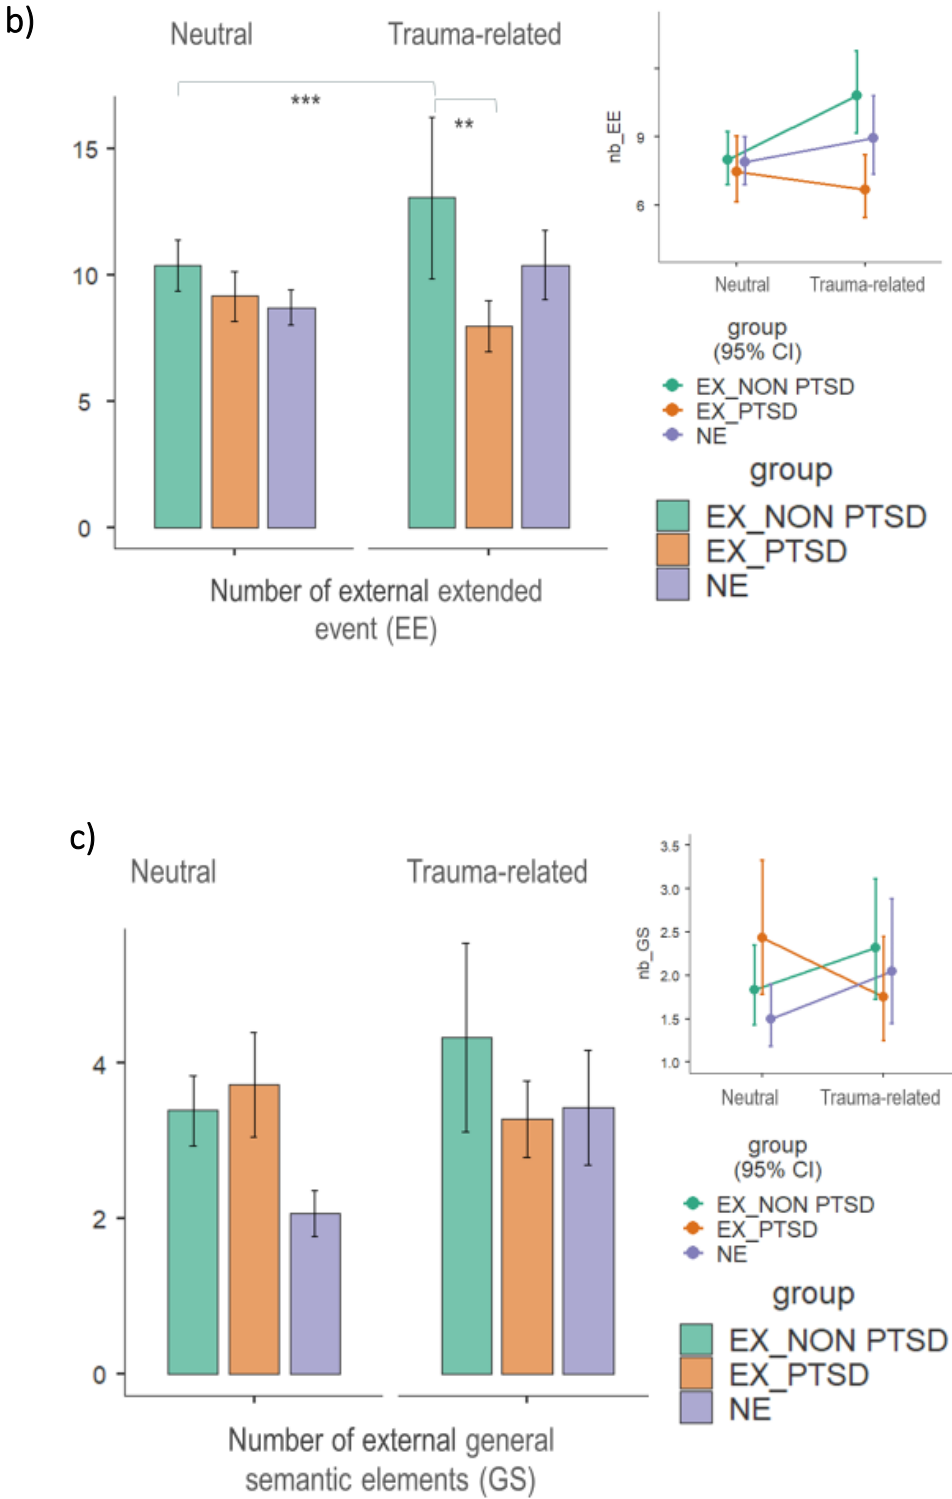 b)
Neutral
Trauma-related
***
**
15
10
5
0
Number of external extended
event (EE)
nb_EE
9
6
Neutral
Trauma-related
group
(95% CI)
EX_NON PTSD
EX_PTSD
NE
group
EX_NON PTSD
EX_PTSD
NE
c)
Neutral
Trauma-related
4
2
0
Number of external general
semantic elements (GS)
nb_GS
3.5
3.0
2.5
2.0
1.5
1.0
Neutral
Trauma-related
group
(95% CI)
EX_NON PTSD
EX_PTSD
NE
group
EX_NON PTSD
EX_PTSD
NE